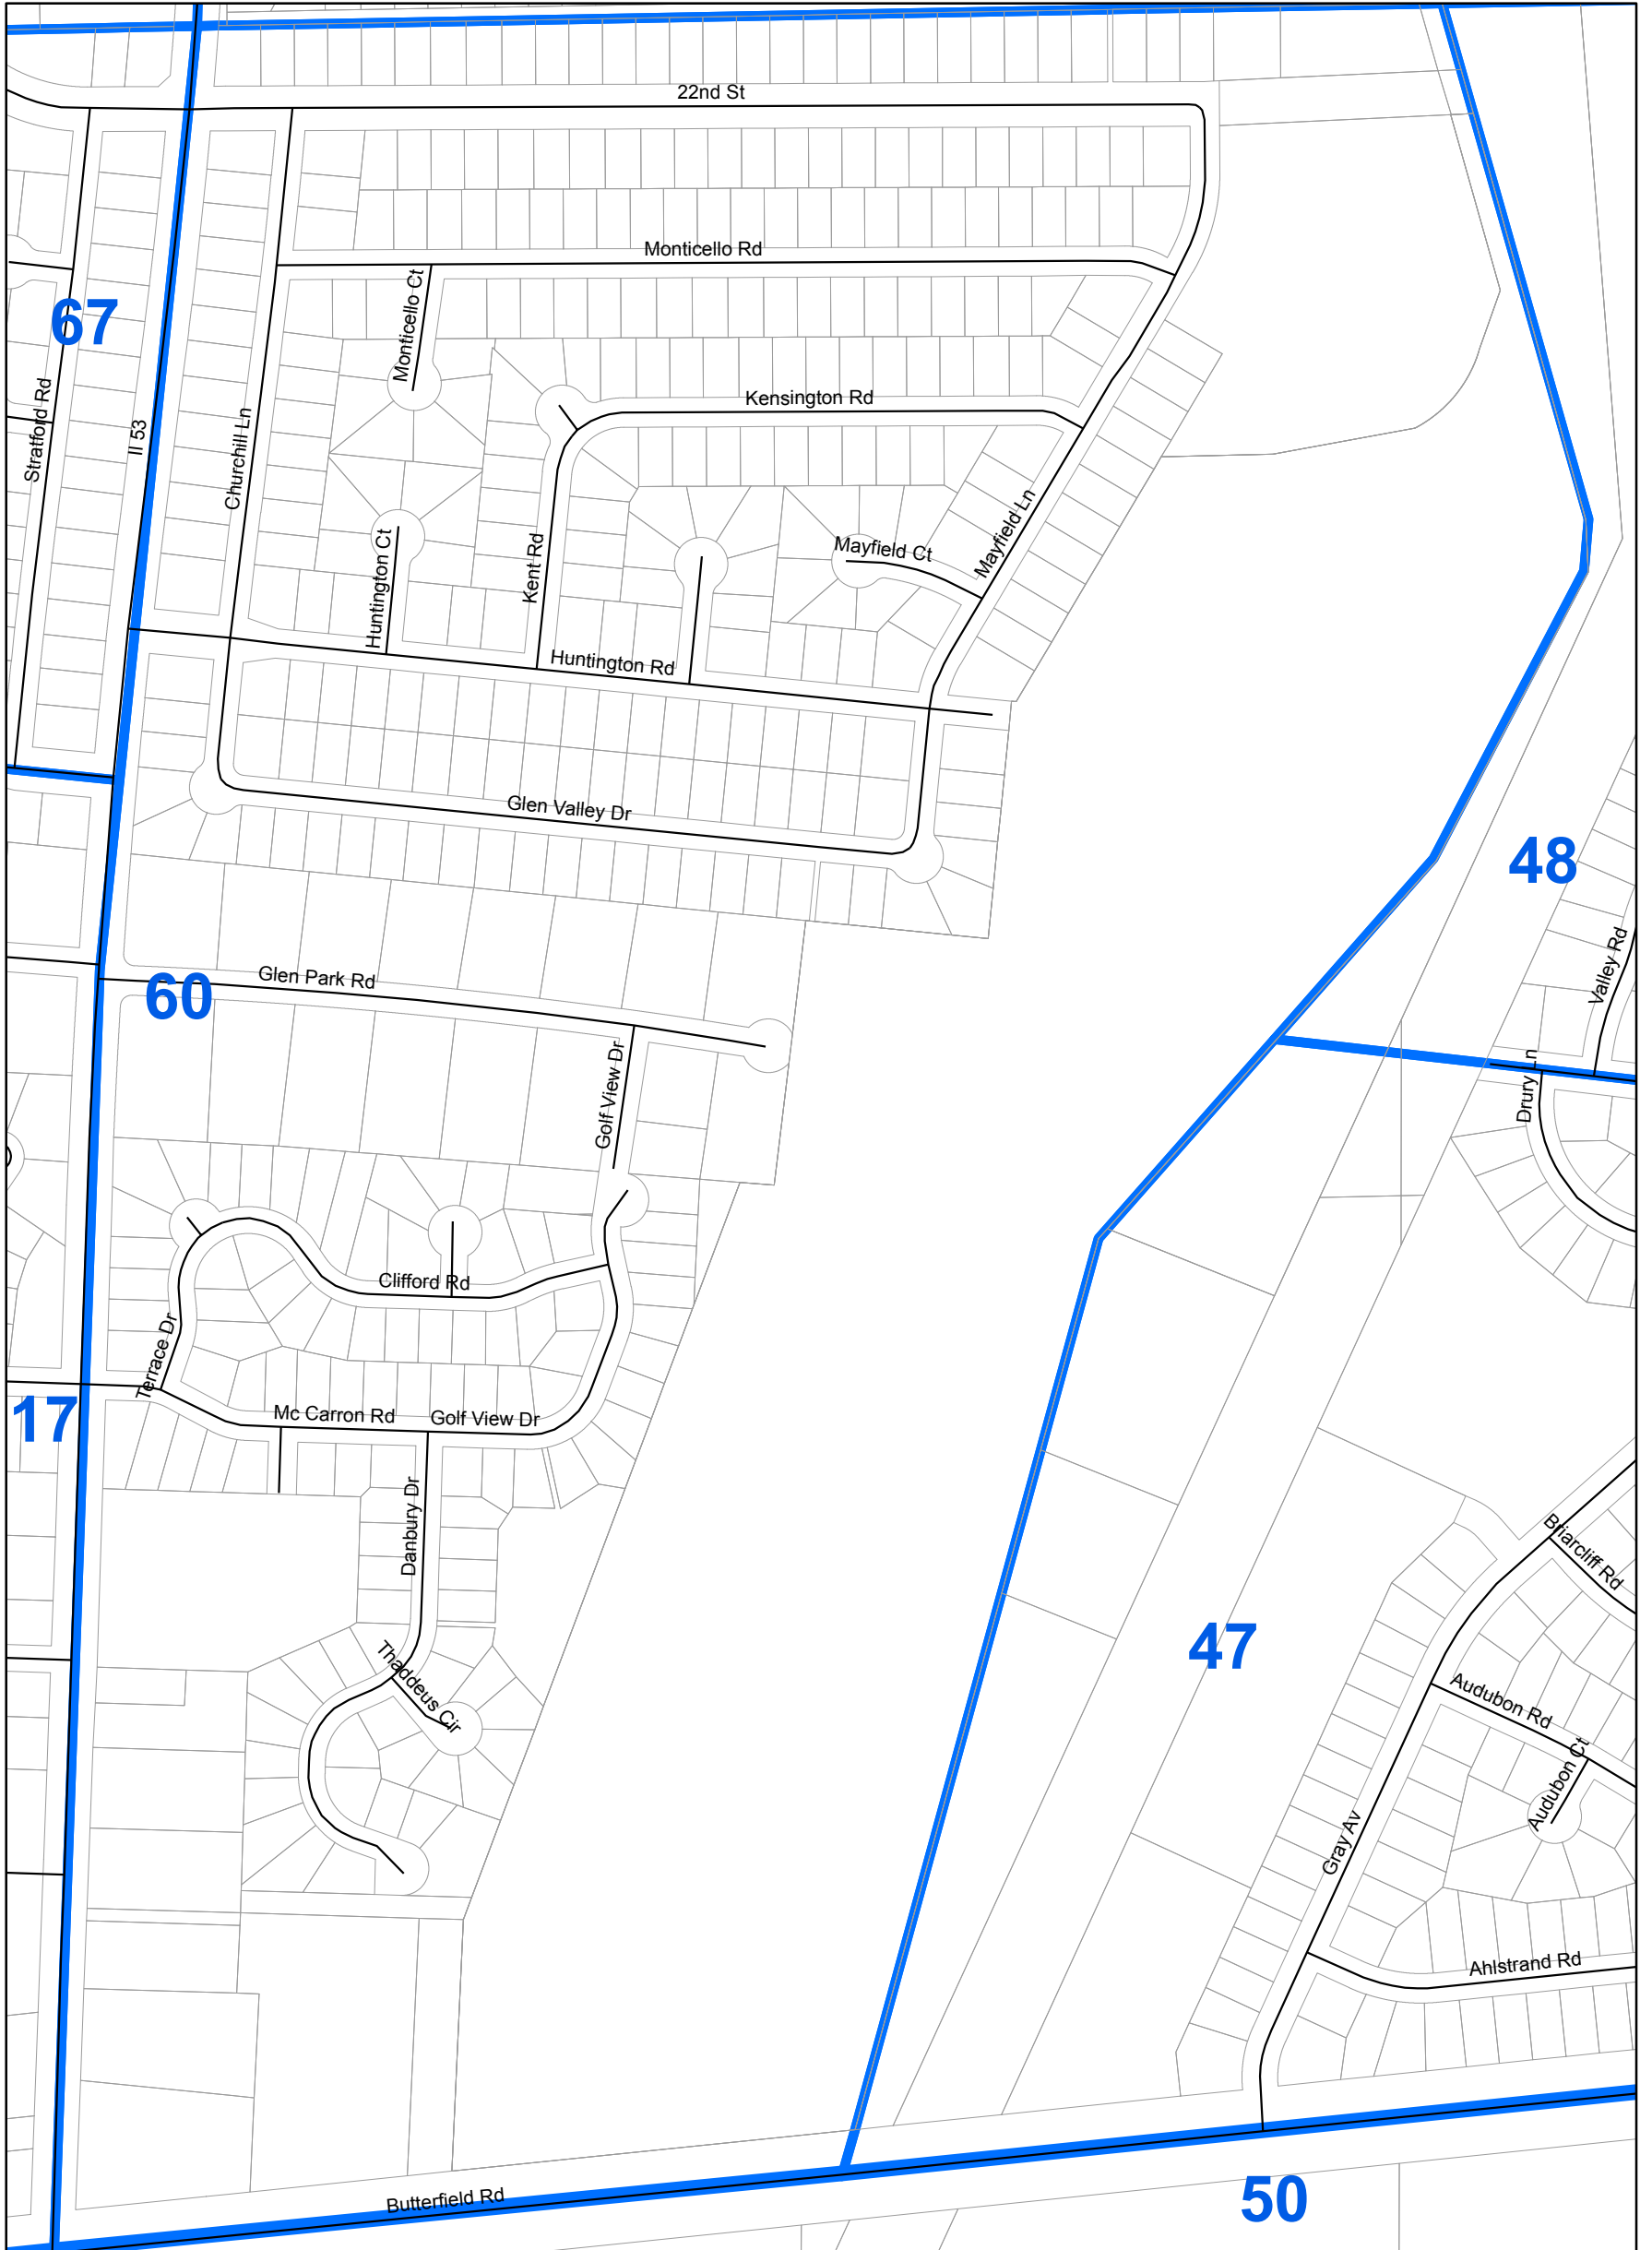 22nd St
Monticello Rd
Monticello Ct
67
Kensington Rd
Stratford Rd
Il 53
Churchill Ln
Mayfield Ln
Mayfield Ct
Kent Rd
Huntington Ct
Huntington Rd
Glen Valley Dr
48
Valley Rd
Glen Park Rd
60
Golf View Dr
Drury Ln
Clifford Rd
Terrace Dr
17
Mc Carron Rd
Golf View Dr
Danbury Dr
Briarcliff Rd
47
Thaddeus Cir
Audubon Rd
Audubon Ct
Gray Av
Ahlstrand Rd
Butterfield Rd
50